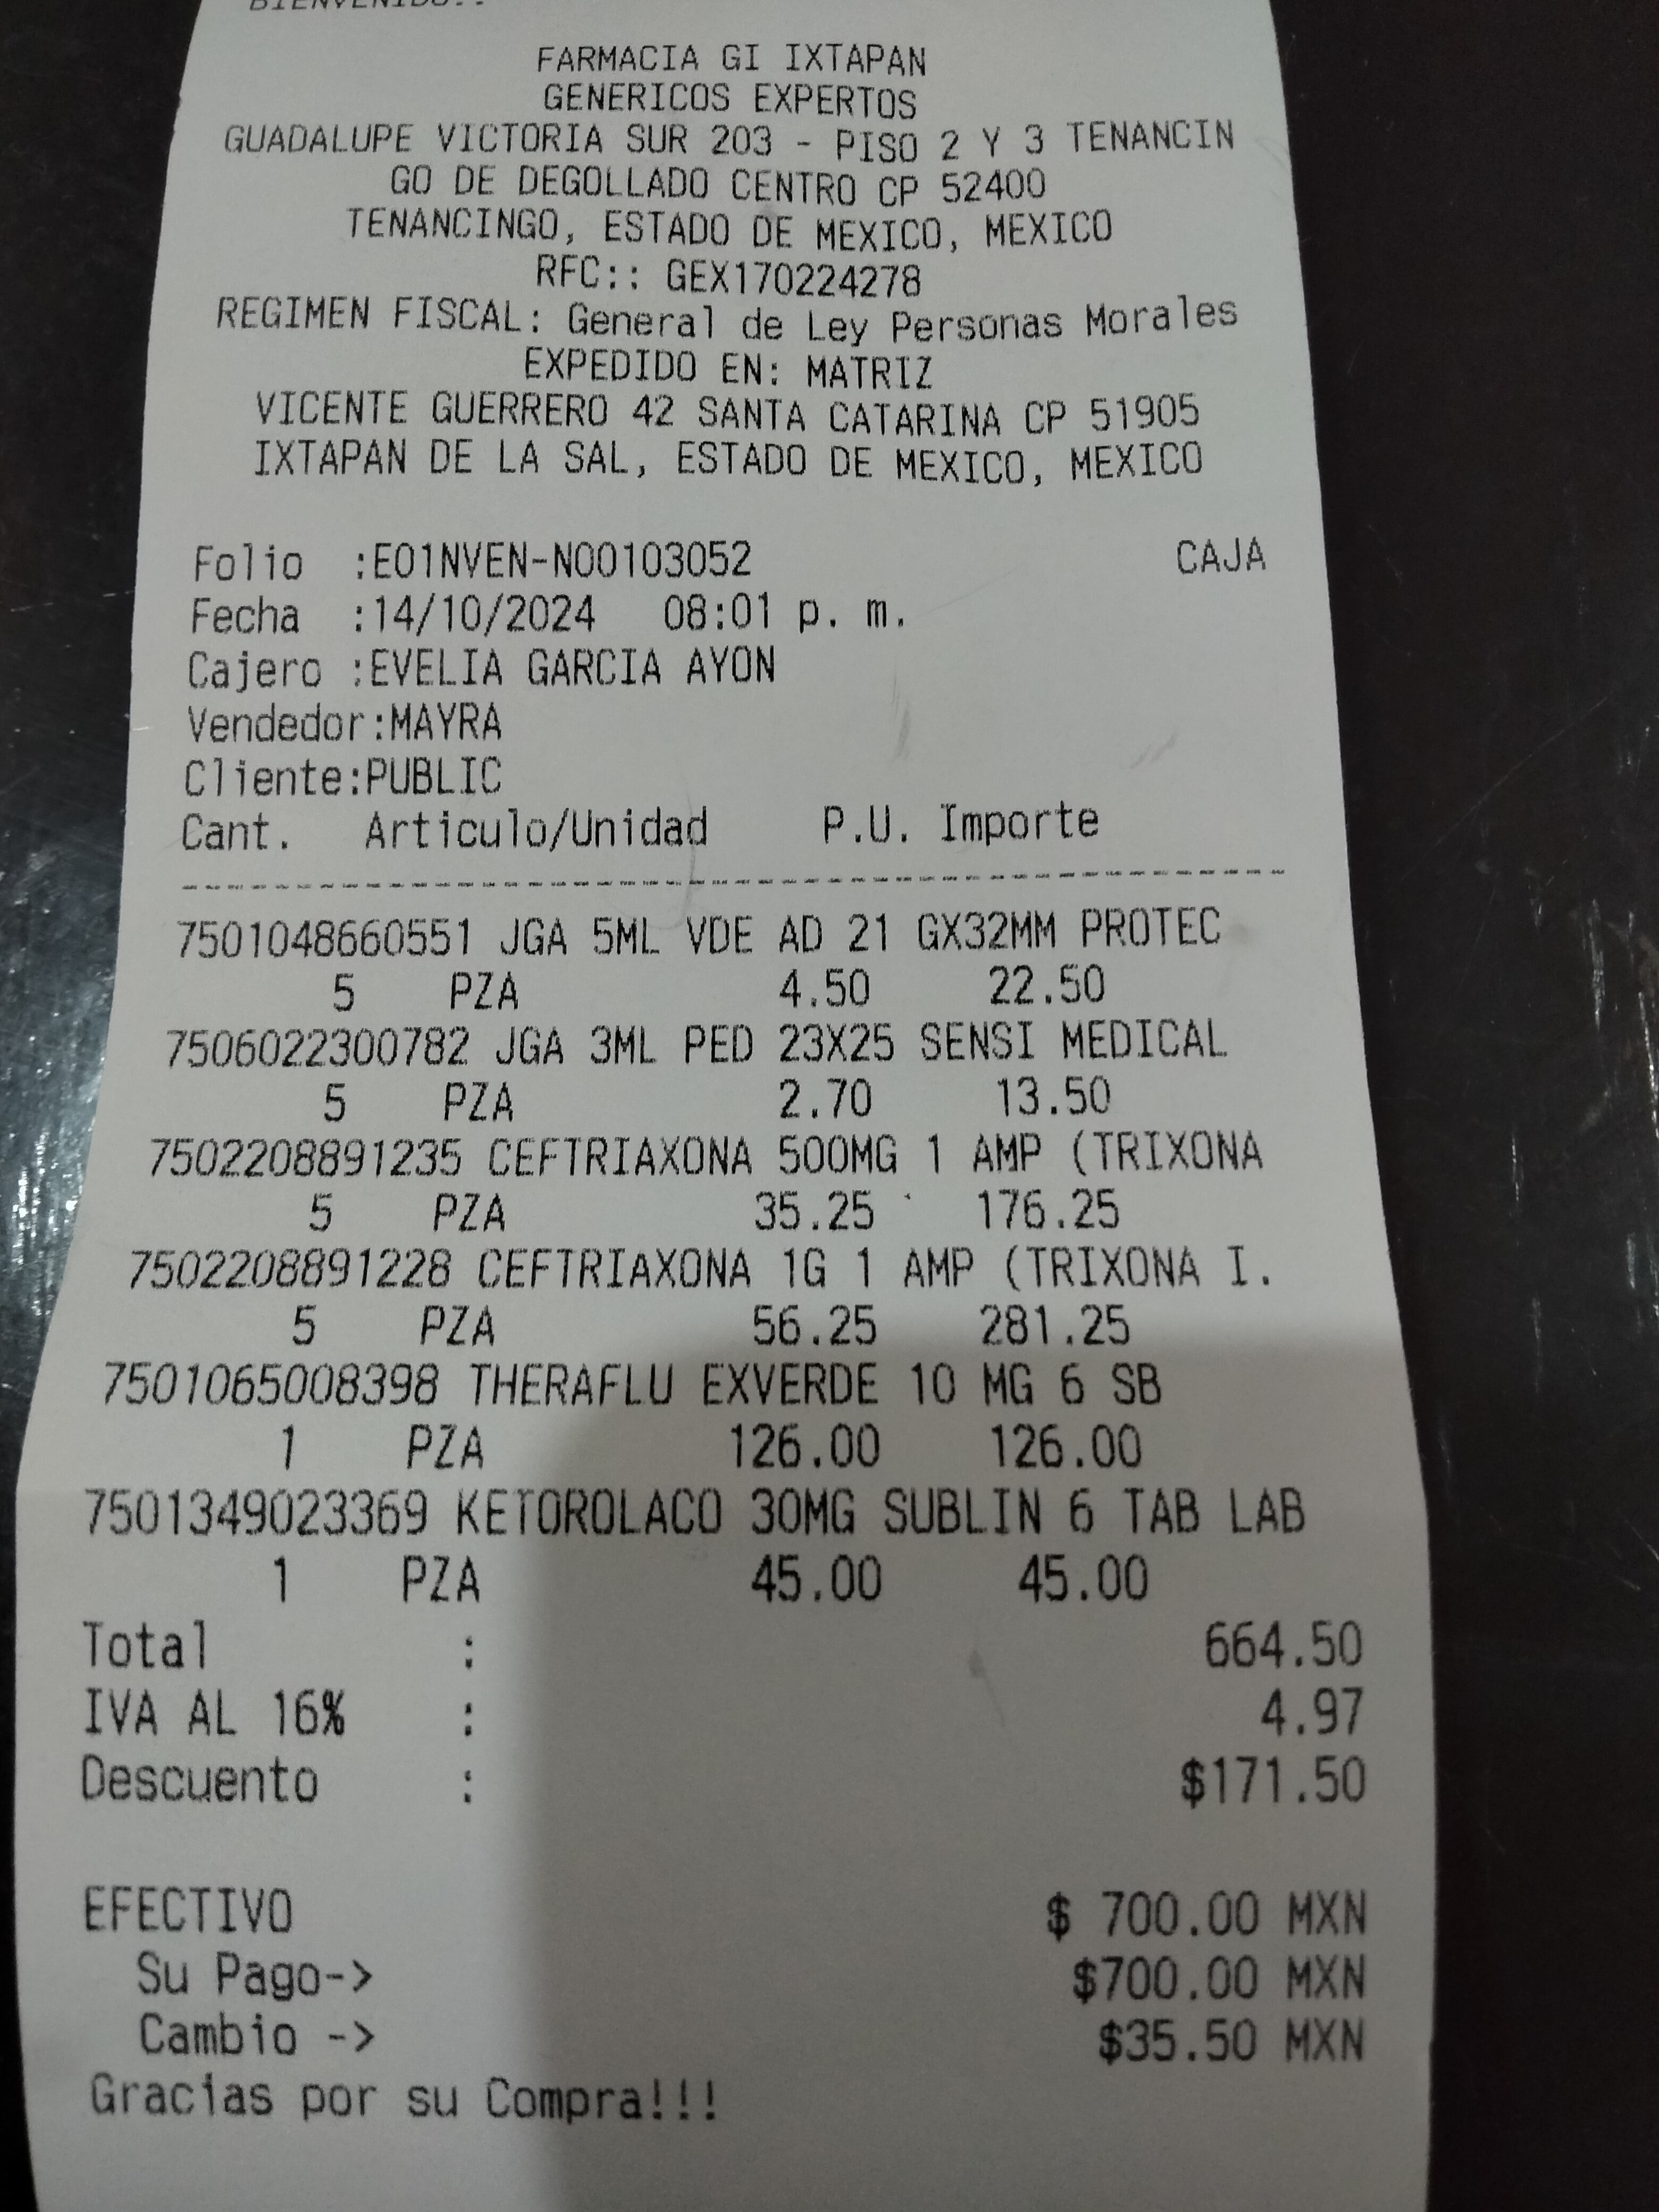 BIENVENIDO..
FARMACIA GI IXTAPAN
GENERICOS EXPERTOS
GUADALUPE VICTORIA SUR 203 - PISO 2 Y 3 TENANCIN
GO DE DEGOLLADO CENTRO CP 52400
TENANCINGO, ESTADO DE MEXICO, MEXICO
RFC:: GEX170224278
REGIMEN FISCAL: General de Ley Personas Morales
EXPEDIDO EN: MATRIZ
VICENTE GUERRERO 42 SANTA CATARINA CP 51905
IXTAPAN DE LA SAL, ESTADO DE MEXICO, MEXICO
Folio :E01NVEN-N00103052 CAJA
Fecha :14/10/2024 08:01 p. m.
Cajero :EVELIA GARCIA AYON
Vendedor:MAYRA
Cliente:PUBLIC
Cant. Articulo/Unidad P.U. Importe
7501048660551 JGA 5ML VDE AD 21 GX32MM PROTEC
5 PZA 4.50 22.50
7506022300782 JGA 3ML PED 23X25 SENSI MEDICAL
5 PZA 2.70 13.50
7502208891235 CEFTRIAXONA 500MG 1 AMP (TRIXONA
5 PZA 35.25 176.25
7502208891228 CEFTRIAXONA 1G 1 AMP (TRIXONA I.
5 PZA 56.25 281.25
7501065008398 THERAFLU EXVERDE 10 MG 6 SB
1 PZA 126.00 126.00
7501349023369 KETOROLACO 30MG SUBLIN 6 TAB LAB
1 PZA 45.00 45.00
Total : 664.50
IVA AL 16% : 4.97
Descuento : $171.50
EFECTIVO $ 700.00 MXN
Su Pago-> $700.00 MXN
Cambio -> $35.50 MXN
Gracias por su Compra!!!